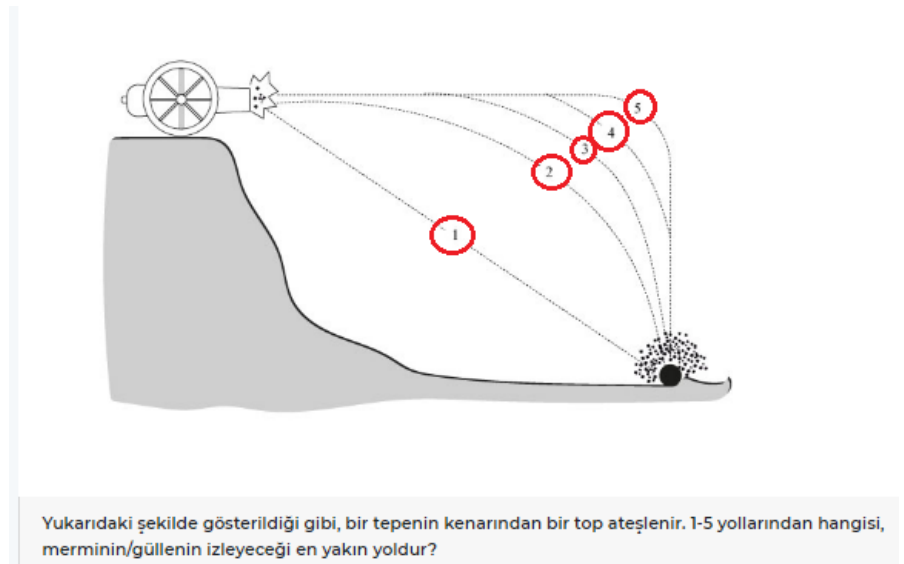 5
4
3
2
1
Yukarıdaki şekilde gösterildiği gibi, bir tepenin kenarından bir top ateşlenir. 1-5 yollarından hangisi,
merminin/güllenin izleyeceği en yakın yoldur?